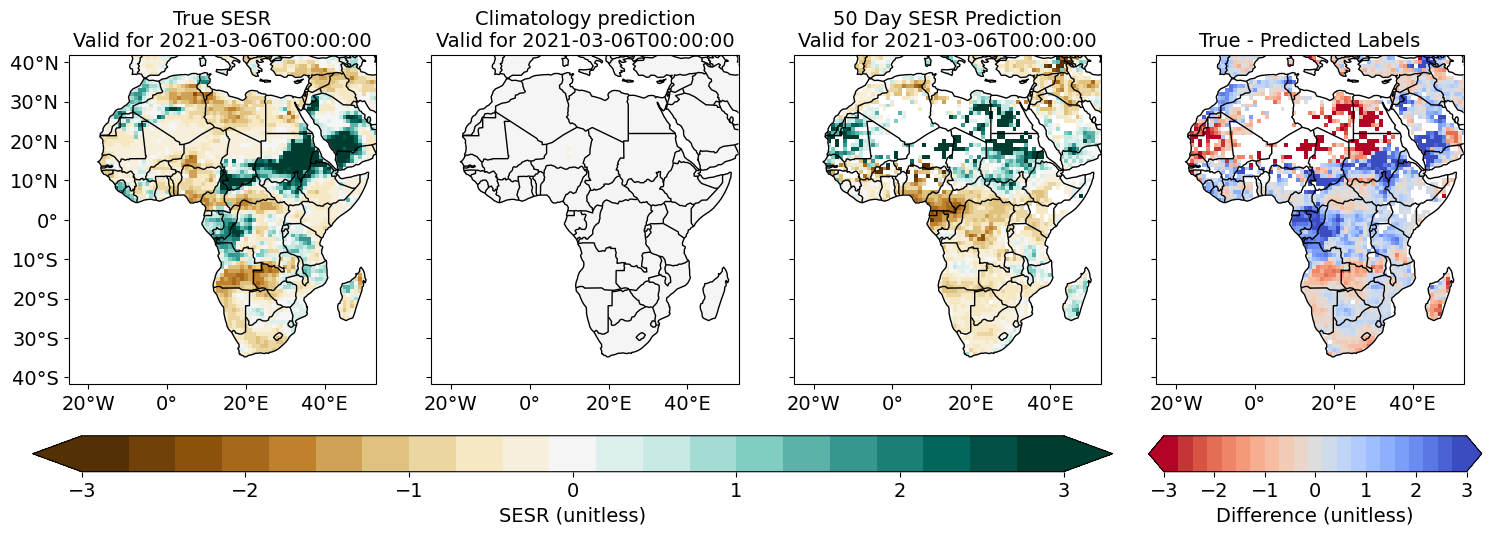 True SESR
Valid for 2021-03-06T00:00:00
Climatology prediction
Valid for 2021-03-06T00:00:00
50 Day SESR Prediction
Valid for 2021-03-06T00:00:00
True - Predicted Labels
40°N
30°N
20°N
10°N
0°
10°S
20°S
30°S
40°S
20°W 0° 20°E 40°E
20°W 0° 20°E 40°E
20°W 0° 20°E 40°E
20°W 0° 20°E 40°E
−3 −2 −1 0 1 2 3
SESR (unitless)
−3 −2 −1 0 1 2 3
Difference (unitless)